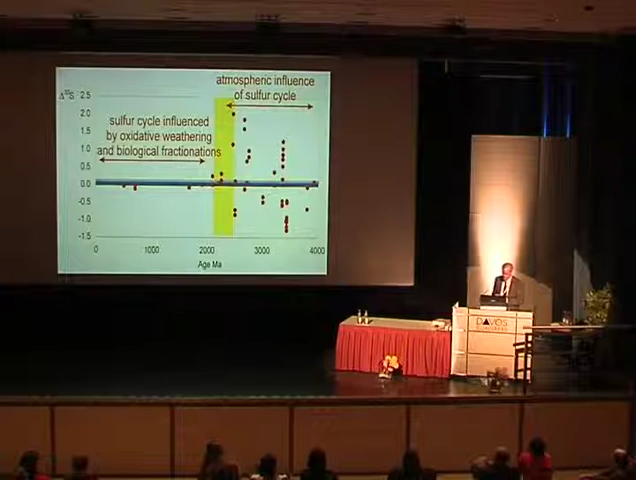 atmospheric influence
of sulfur cycle
Δ³³S
2.5
sulfur cycle influenced
by oxidative weathering
and biological fractionations
2.0
1.5
1.0
0.5
0.0
-0.5
-1.0
-1.5
0
1000
2000
3000
4000
Age Ma
DAVOS
CONGRESS